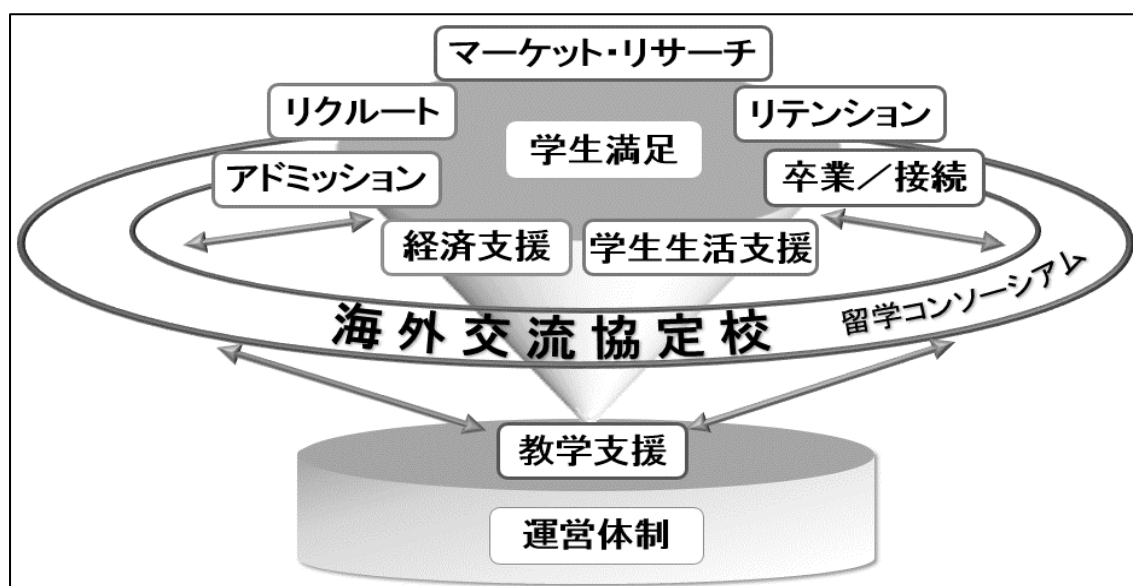 マーケット・リサーチ
リクルート
リテンション
学生満足
アドミッション
卒業／接続
経済支援
学生生活支援
海外交流協定校
留学コンソーシアム
教学支援
運営体制